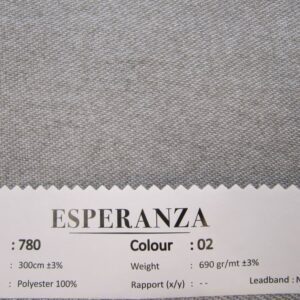 ESPERANZA
: 780 Colour : 02
: 300cm ±3% Weight : 690 gr/mt ±3%
: Polyester 100% Rapport (x/y) : -- Leadband :